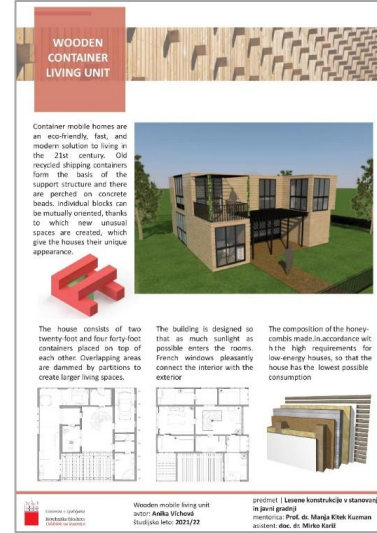 WOODEN
CONTAINER
LIVING UNIT
Container mobile homes are
an eco-friendly, fast, and
modern solution to living in
the 21st century. Old
recycled shipping containers
form the basis of the
support structure and there
are perched on concrete
beads. individual blocks can
be mutually oriented, thanks
to which new unusual
spaces are created, which
give the houses their unique
appearance.
The house consists of two
twenty-foot and four forty-foot
containers placed on top of
each other. Overlapping areas
are dammed by partitions to
create larger living spaces.
The building is designed so
that as much sunlight as
possible enters the rooms.
French windows pleasantly
connect the interior with the
exterior
The composition of the honey-
combis made.in.accordance wit
h the high requirements for
low-energy houses, so that the
house has the lowest possible
consumption
Wooden mobile living unit
avtor: Anika Víchová
študijsko leto: 2021/22
predmet | Lesene konstrukcije v stanovanj
in javni gradnji
mentorica: Prof. dr. Manja Kitek Kuzman
asistent: doc. dr. Mirko Kariž